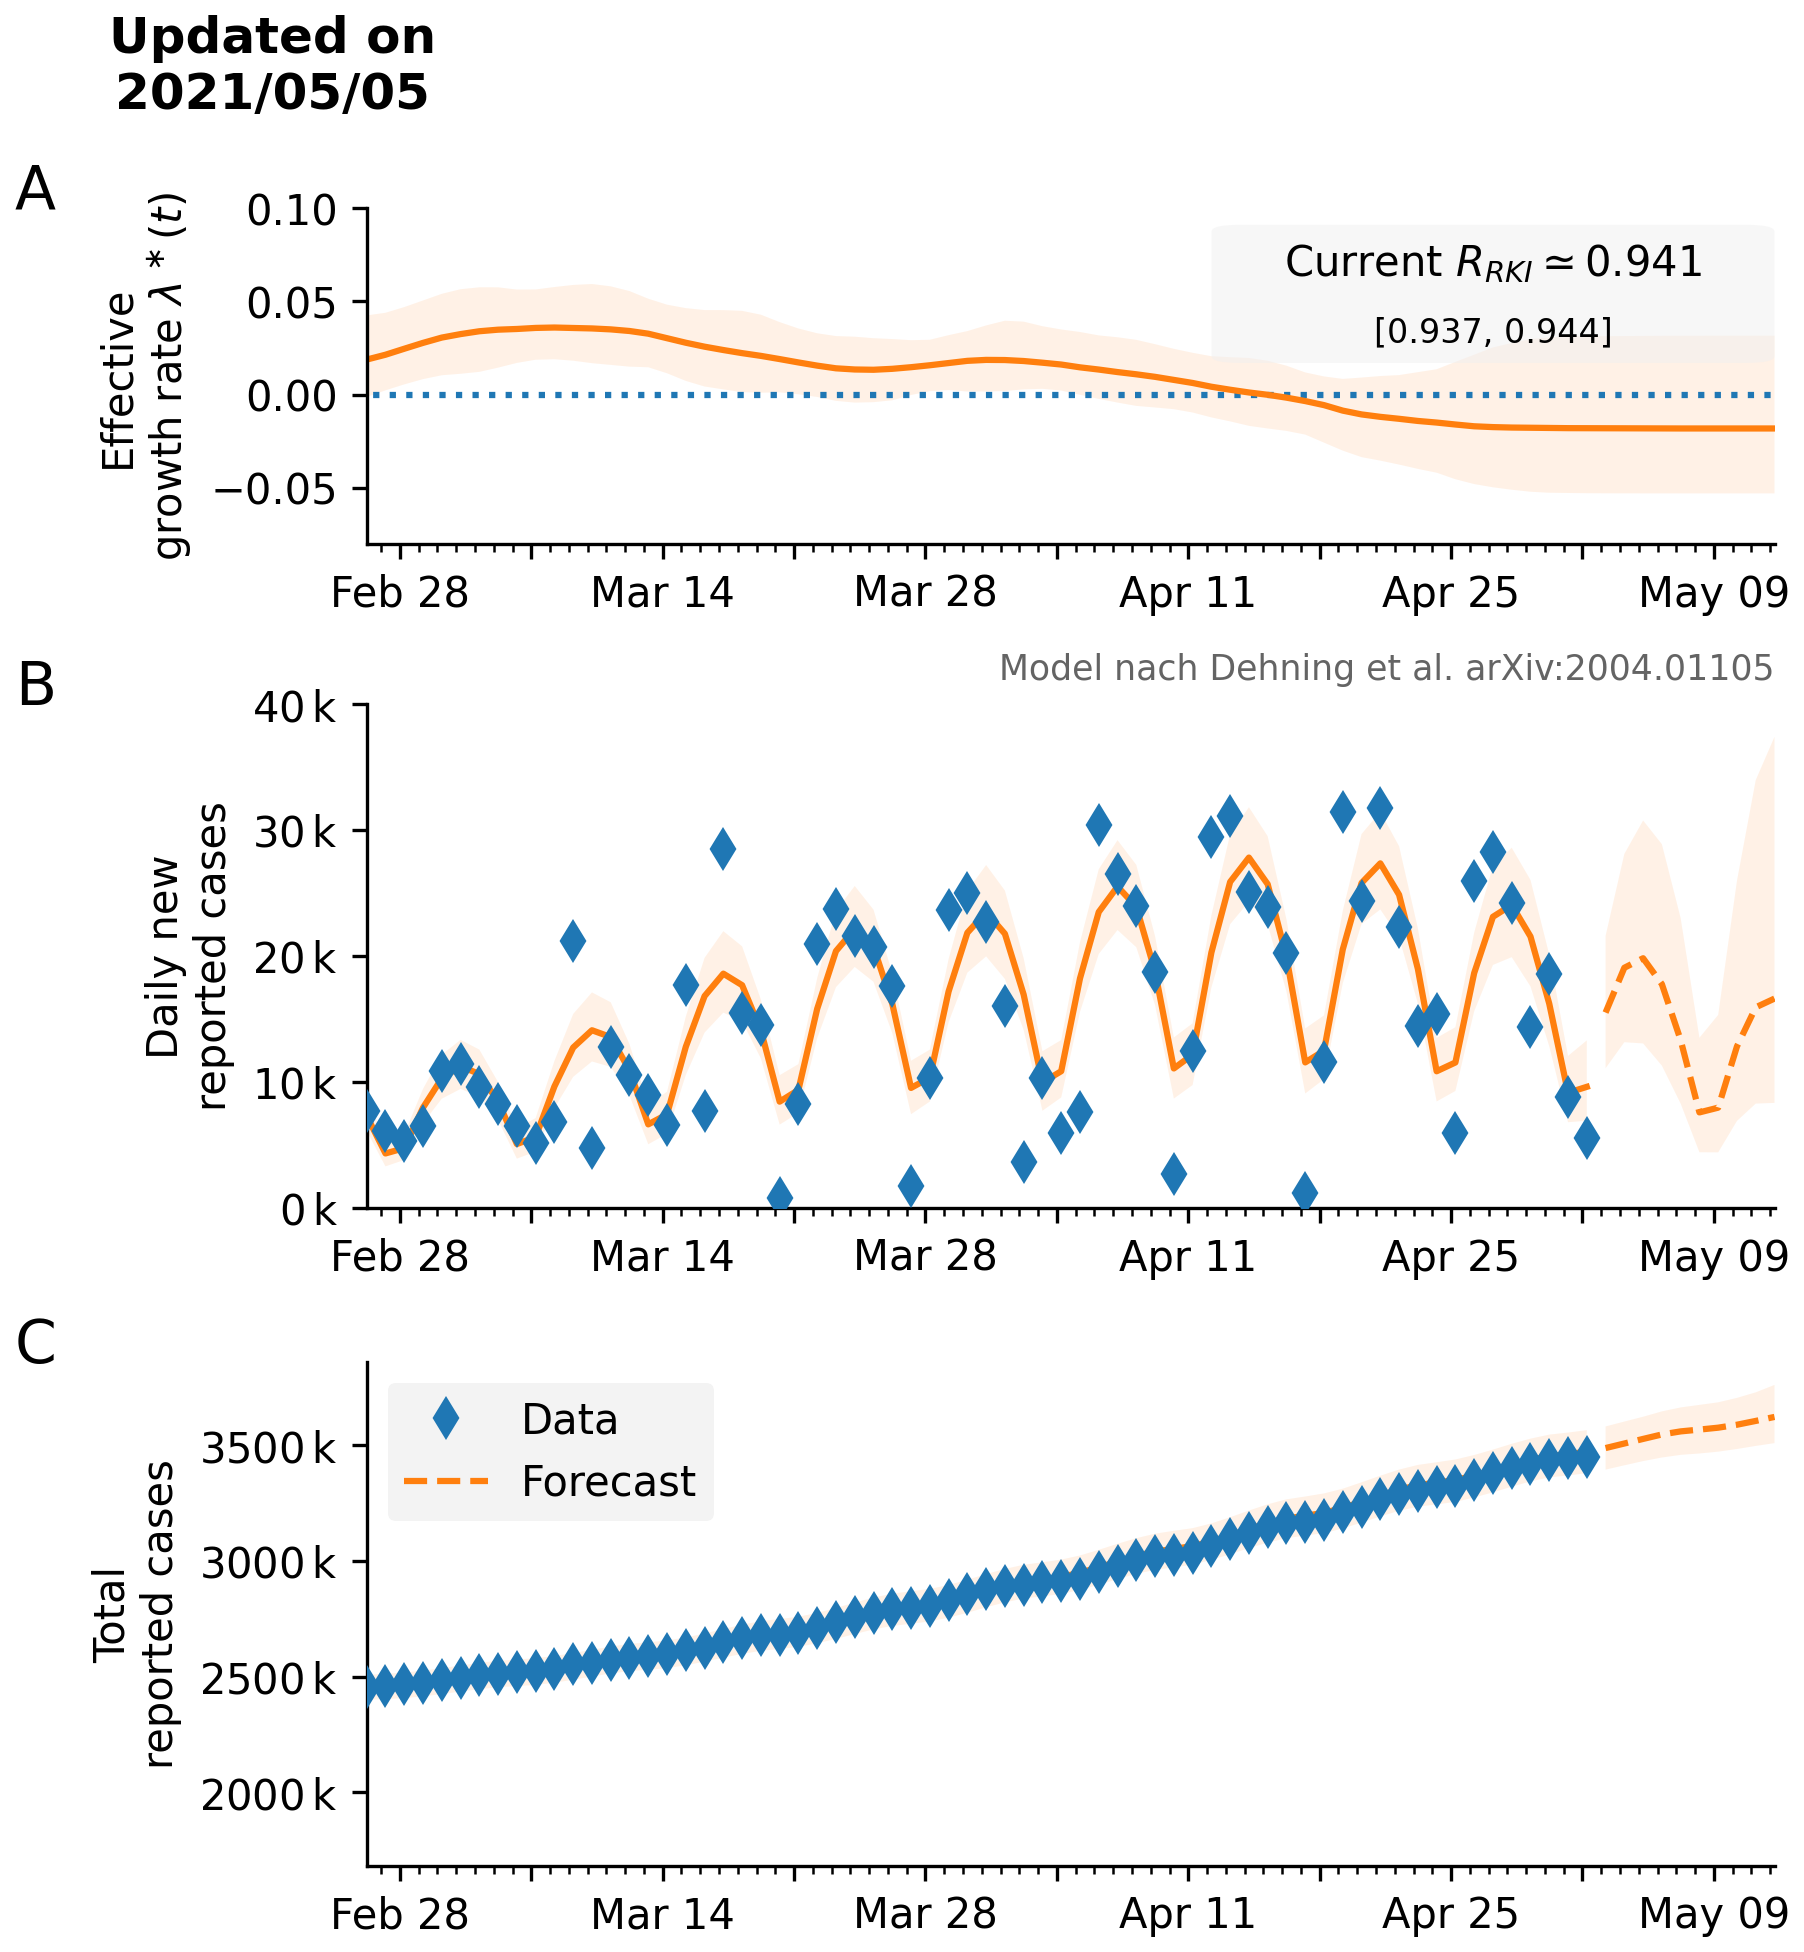 Updated on
2021/05/05
A
Effective
growth rate λ * (t)
0.10
0.05
0.00
−0.05
Current R_RKI ≃ 0.941
[0.937, 0.944]
Feb 28 Mar 14 Mar 28 Apr 11 Apr 25 May 09
Model nach Dehning et al. arXiv:2004.01105
B
Daily new
reported cases
40 k
30 k
20 k
10 k
0 k
Feb 28 Mar 14 Mar 28 Apr 11 Apr 25 May 09
C
Total
reported cases
Data
Forecast
3500 k
3000 k
2500 k
2000 k
Feb 28 Mar 14 Mar 28 Apr 11 Apr 25 May 09